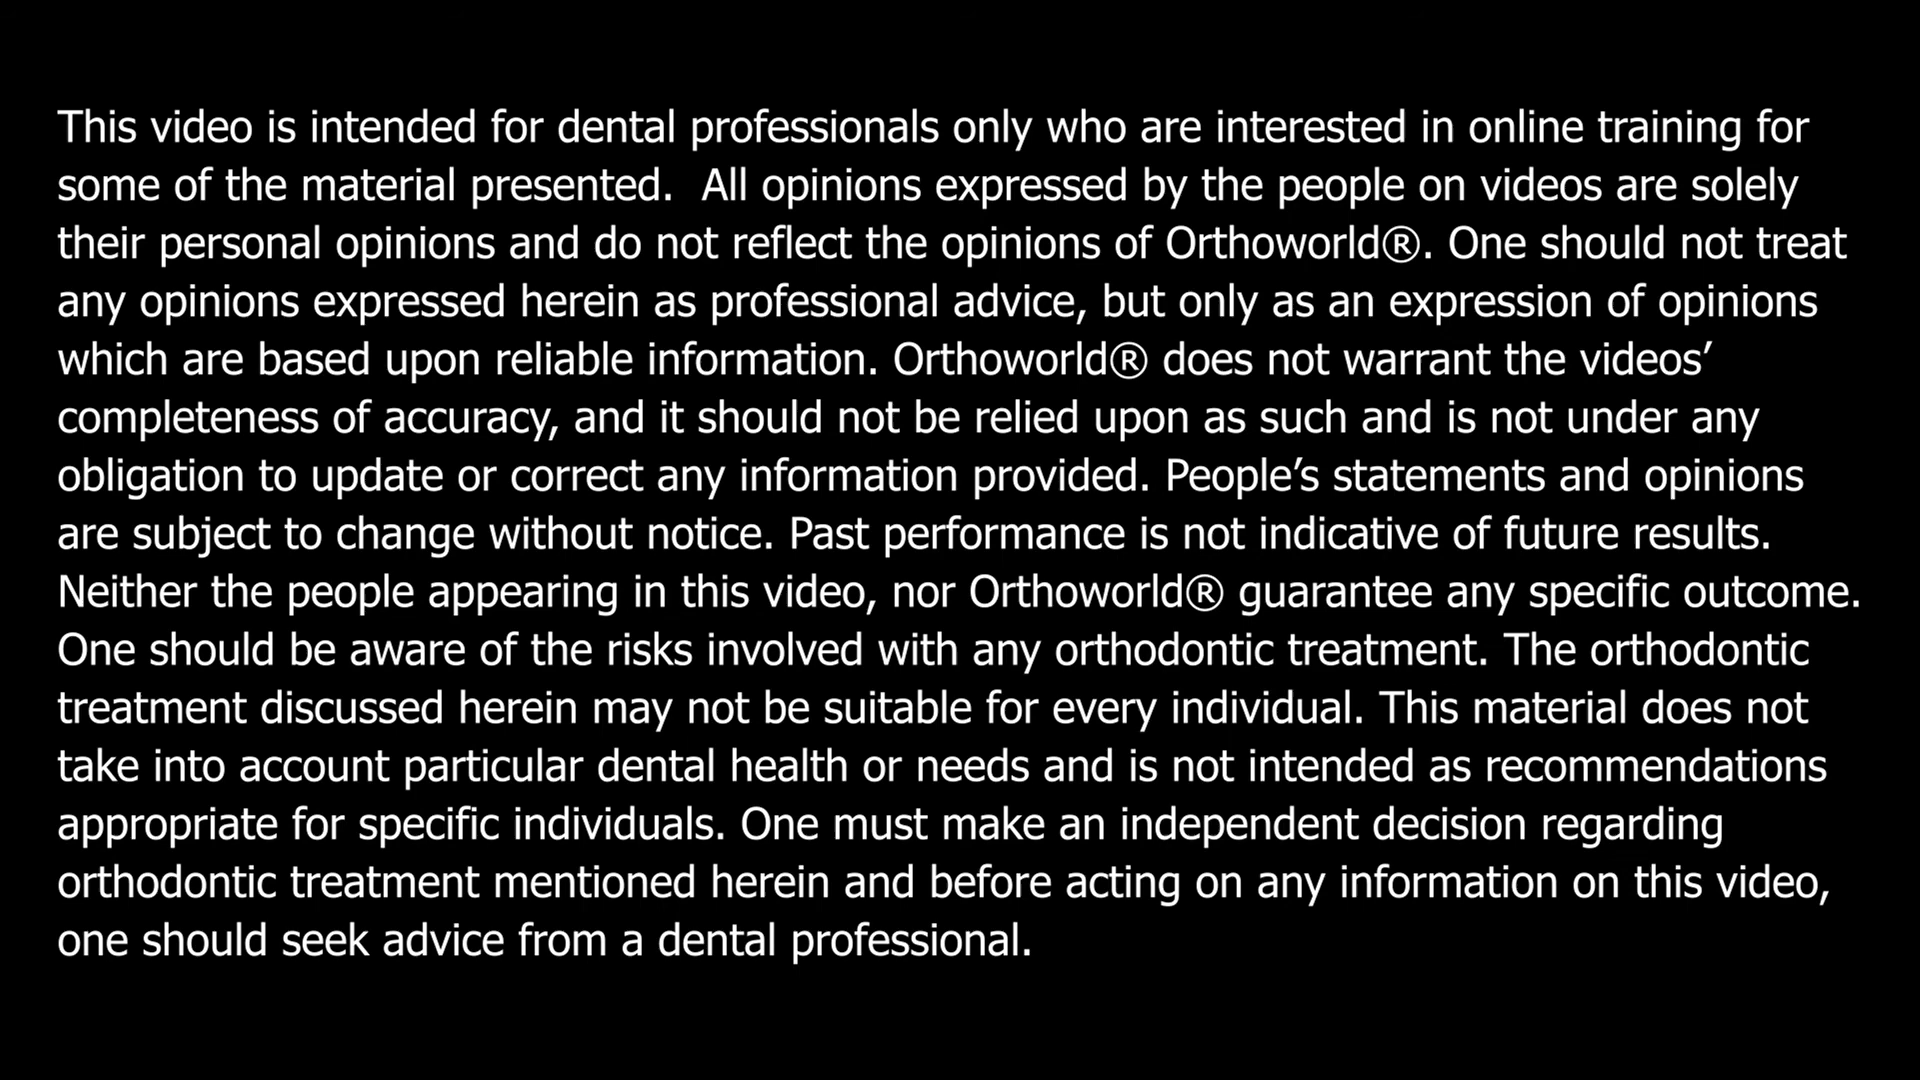 This video is intended for dental professionals only who are interested in online training for
some of the material presented.  All opinions expressed by the people on videos are solely
their personal opinions and do not reflect the opinions of Orthoworld®. One should not treat
any opinions expressed herein as professional advice, but only as an expression of opinions
which are based upon reliable information. Orthoworld® does not warrant the videos’
completeness of accuracy, and it should not be relied upon as such and is not under any
obligation to update or correct any information provided. People’s statements and opinions
are subject to change without notice. Past performance is not indicative of future results.
Neither the people appearing in this video, nor Orthoworld® guarantee any specific outcome.
One should be aware of the risks involved with any orthodontic treatment. The orthodontic
treatment discussed herein may not be suitable for every individual. This material does not
take into account particular dental health or needs and is not intended as recommendations
appropriate for specific individuals. One must make an independent decision regarding
orthodontic treatment mentioned herein and before acting on any information on this video,
one should seek advice from a dental professional.